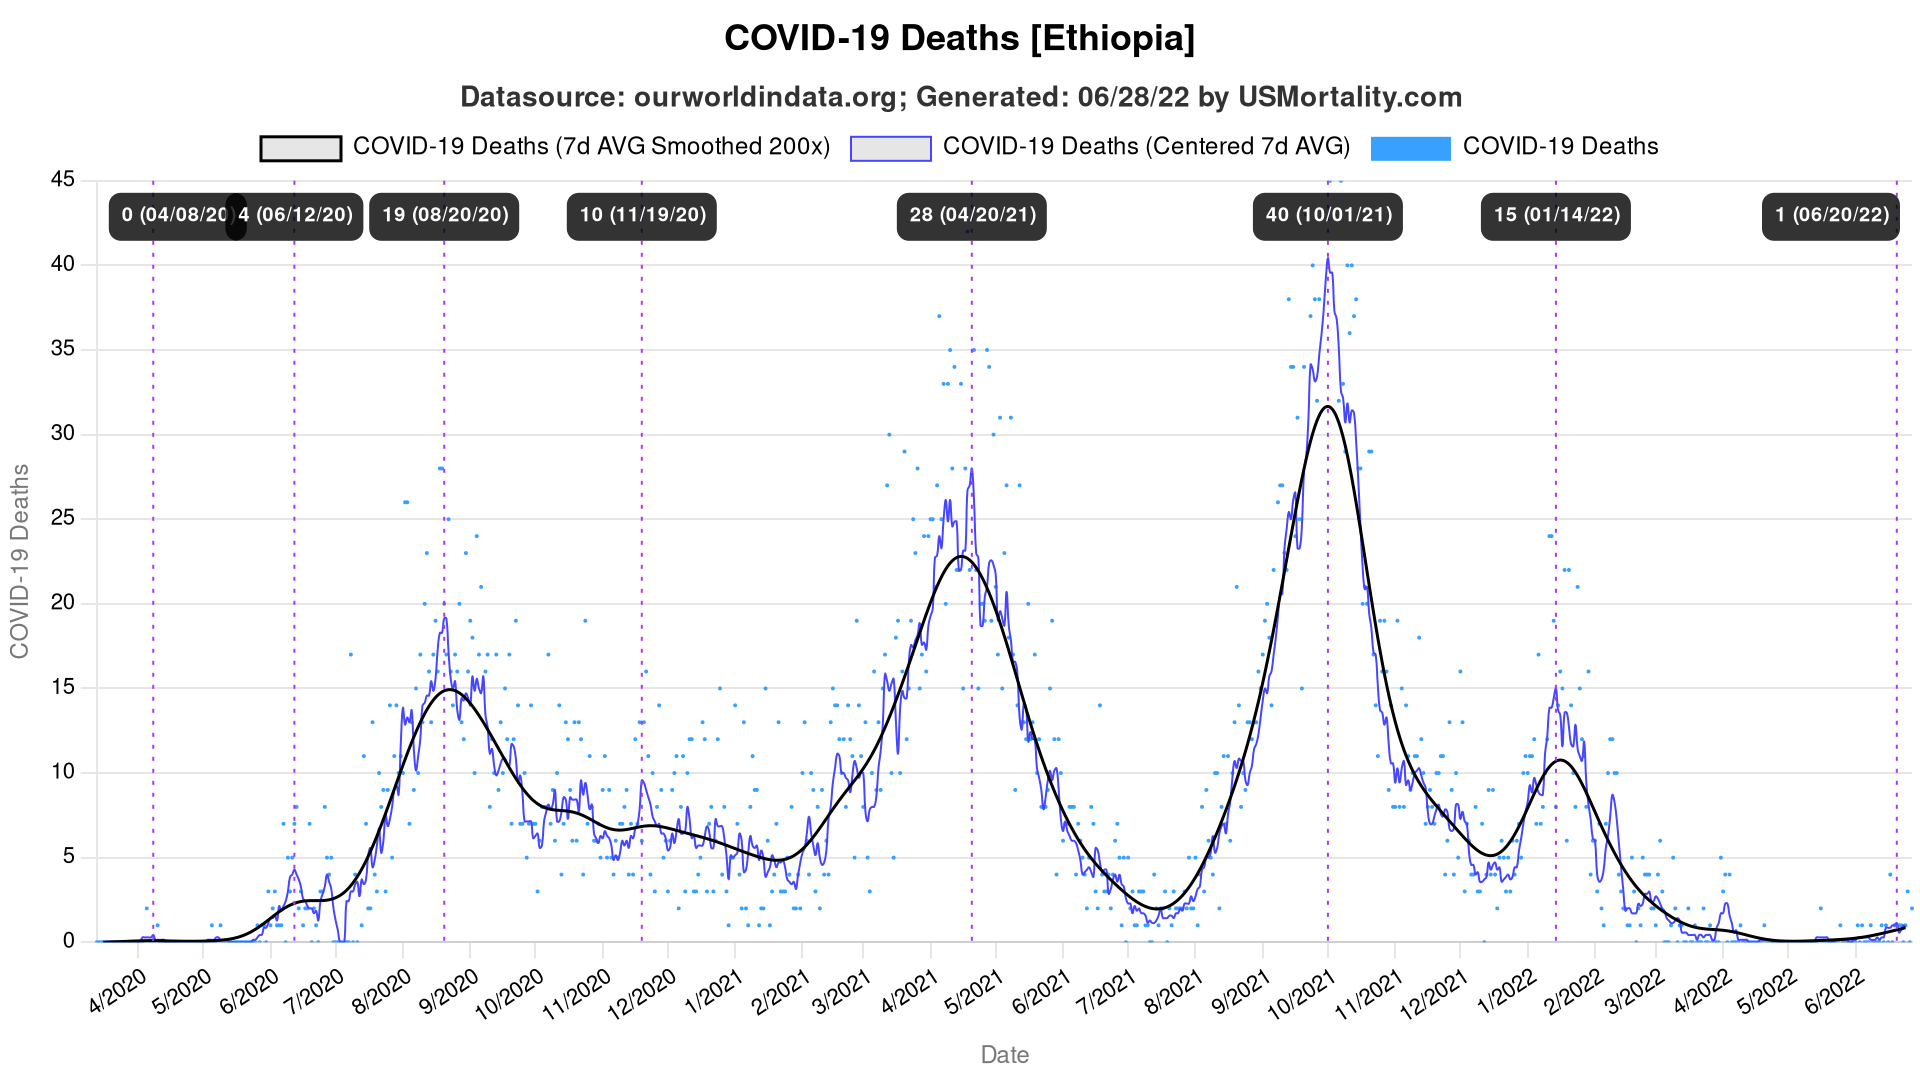 COVID-19 Deaths [Ethiopia]
Datasource: ourworldindata.org; Generated: 06/28/22 by USMortality.com
COVID-19 Deaths (7d AVG Smoothed 200x) COVID-19 Deaths (Centered 7d AVG) COVID-19 Deaths
0 (04/08/20) 4 (06/12/20) 19 (08/20/20) 10 (11/19/20) 28 (04/20/21) 40 (10/01/21) 15 (01/14/22) 1 (06/20/22)
45
40
35
30
25
20
15
10
5
0
COVID-19 Deaths
4/2020 5/2020 6/2020 7/2020 8/2020 9/2020 10/2020 11/2020 12/2020 1/2021 2/2021 3/2021 4/2021 5/2021 6/2021 7/2021 8/2021 9/2021 10/2021 11/2021 12/2021 1/2022 2/2022 3/2022 4/2022 5/2022 6/2022
Date